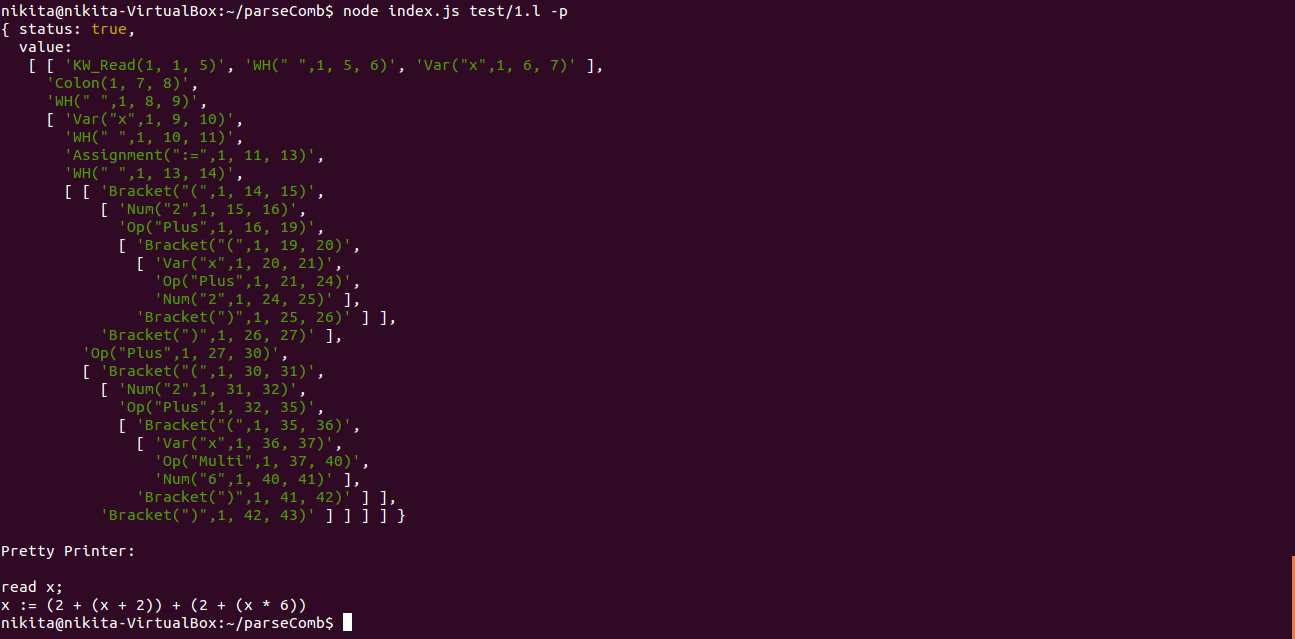 nikita@nikita-VirtualBox:~/parseComb$ node index.js test/1.l -p
{ status: true,
  value:
   [ [ 'KW_Read(1, 1, 5)', 'WH(" ",1, 5, 6)', 'Var("x",1, 6, 7)' ],
     'Colon(1, 7, 8)',
     'WH(" ",1, 8, 9)',
     [ 'Var("x",1, 9, 10)',
       'WH(" ",1, 10, 11)',
       'Assignment(":=",1, 11, 13)',
       'WH(" ",1, 13, 14)',
       [ [ 'Bracket("(",1, 14, 15)',
           [ 'Num("2",1, 15, 16)',
             'Op("Plus",1, 16, 19)',
             [ 'Bracket("(",1, 19, 20)',
               [ 'Var("x",1, 20, 21)',
                 'Op("Plus",1, 21, 24)',
                 'Num("2",1, 24, 25)' ],
               'Bracket(")",1, 25, 26)' ] ],
           'Bracket(")",1, 26, 27)' ],
         'Op("Plus",1, 27, 30)',
         [ 'Bracket("(",1, 30, 31)',
           [ 'Num("2",1, 31, 32)',
             'Op("Plus",1, 32, 35)',
             [ 'Bracket("(",1, 35, 36)',
               [ 'Var("x",1, 36, 37)',
                 'Op("Multi",1, 37, 40)',
                 'Num("6",1, 40, 41)' ],
               'Bracket(")",1, 41, 42)' ] ],
           'Bracket(")",1, 42, 43)' ] ] ] ] }
Pretty Printer:
read x;
x := (2 + (x + 2)) + (2 + (x * 6))
nikita@nikita-VirtualBox:~/parseComb$